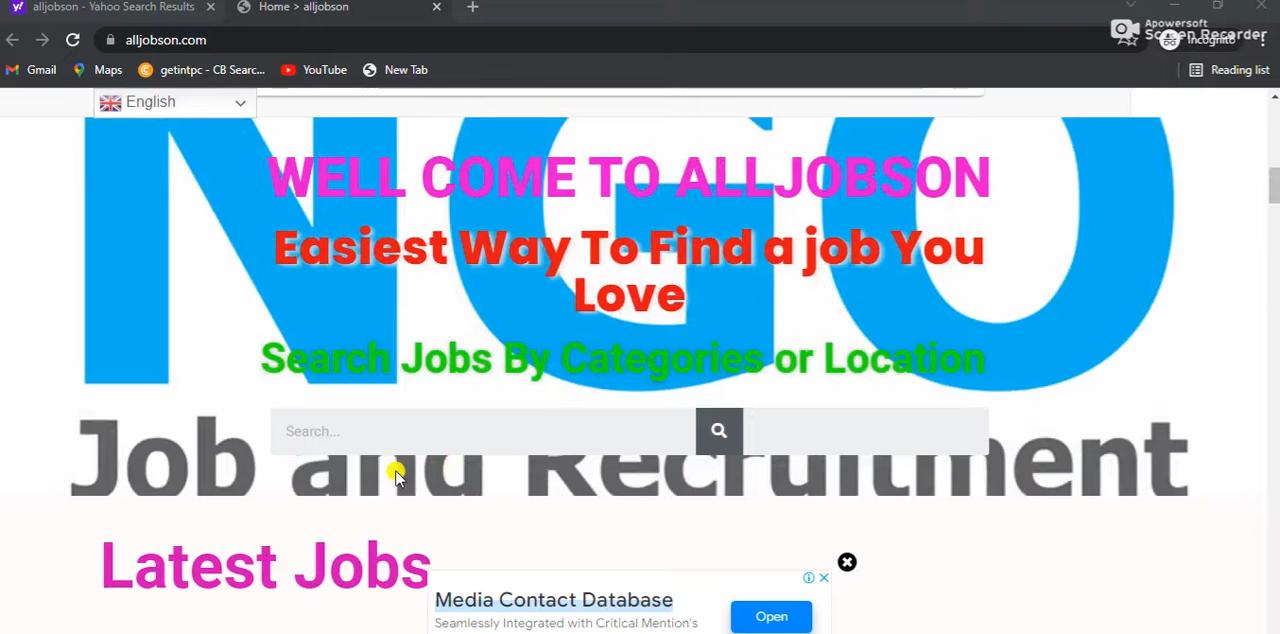 alljobson - Yahoo Search Results
Home > alljobson
Apowersoft
Screen Recorder
alljobson.com
Incognito
Gmail
Maps
getintpc - CB Searc...
YouTube
New Tab
Reading list
English
NGO
WELL COME TO ALLJOBSON
Easiest Way To Find a job You
Love
Search Jobs By Categories or Location
Search...
Job and Recruitment
Latest Jobs
Media Contact Database
Seamlessly Integrated with Critical Mention's
Open